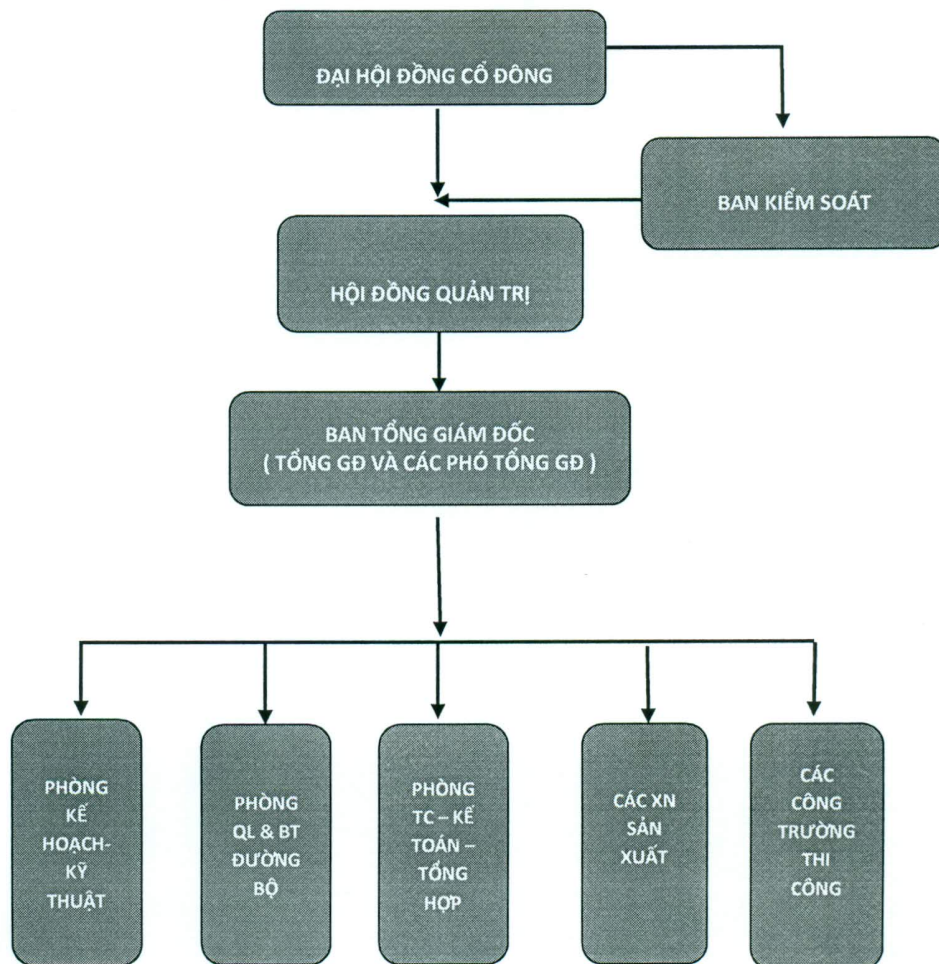 ĐẠI HỘI ĐỒNG CỔ ĐÔNG
BAN KIỂM SOÁT
HỘI ĐỒNG QUẢN TRỊ
BAN TỔNG GIÁM ĐỐC
( TỔNG GĐ VÀ CÁC PHÓ TỔNG GĐ )
PHÒNG
KẾ
HOẠCH-
KỸ
THUẬT
PHÒNG
QL & BT
ĐƯỜNG
BỘ
PHÒNG
TC – KẾ
TOÁN –
TỔNG
HỢP
CÁC XN
SẢN
XUẤT
CÁC
CÔNG
TRƯỜNG
THI
CÔNG